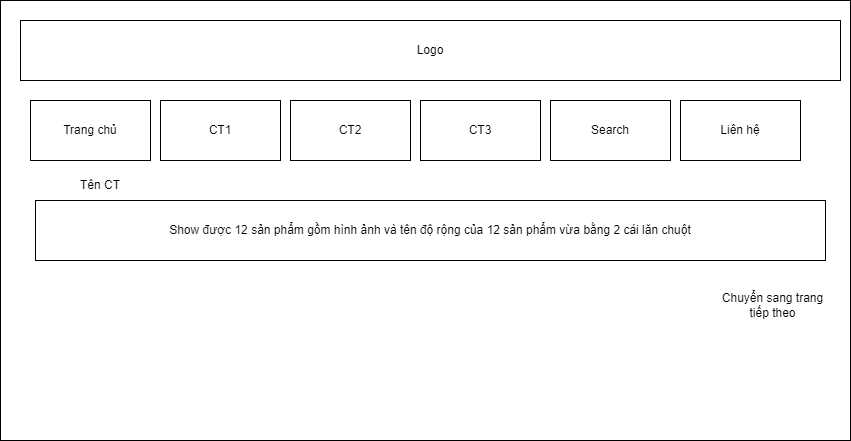 Logo
Trang chủ
CT1
CT2
CT3
Search
Liên hệ
Tên CT
Show được 12 sản phẩm gồm hình ảnh và tên độ rộng của 12 sản phẩm vừa bằng 2 cái lăn chuột
Chuyển sang trang
tiếp theo